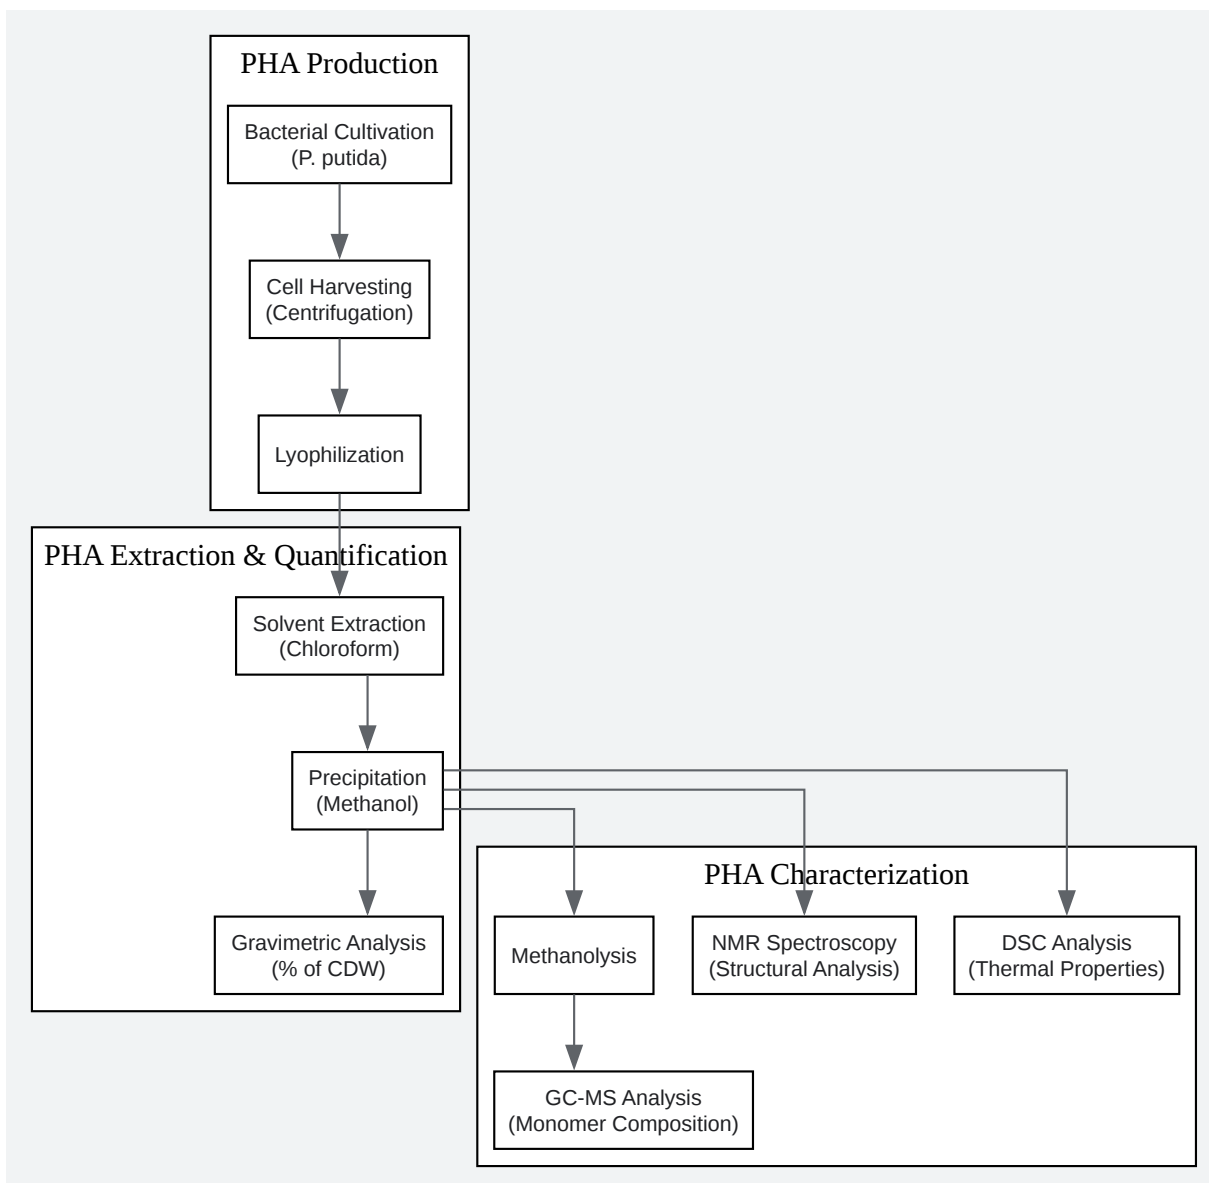 PHA Production
Bacterial Cultivation
(P. putida)
Cell Harvesting
(Centrifugation)
Lyophilization
PHA Extraction & Quantification
Solvent Extraction
(Chloroform)
Precipitation
(Methanol)
Gravimetric Analysis
(% of CDW)
PHA Characterization
Methanolysis
NMR Spectroscopy
(Structural Analysis)
DSC Analysis
(Thermal Properties)
GC-MS Analysis
(Monomer Composition)